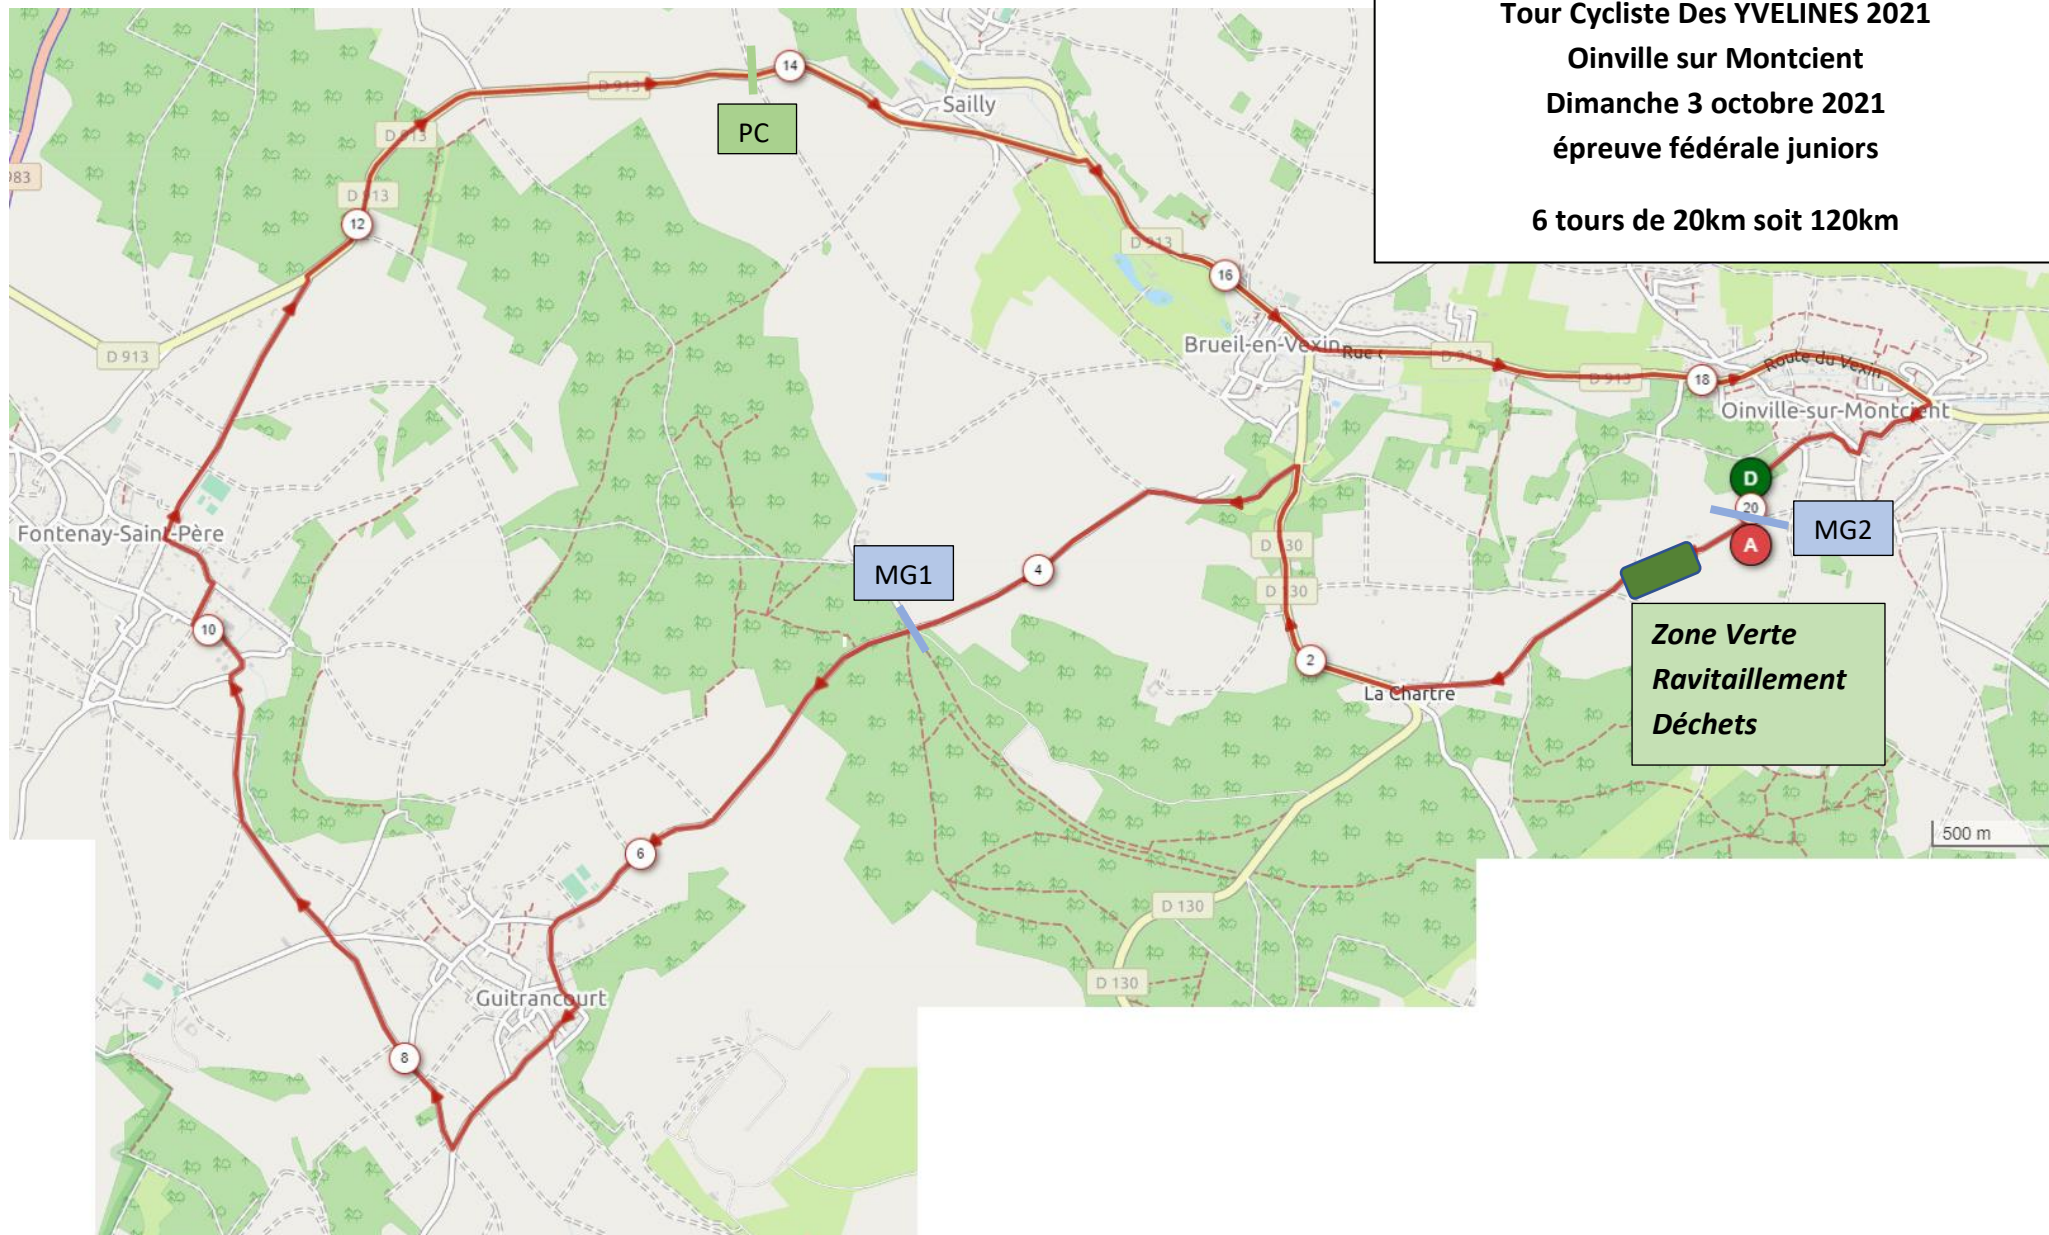 Tour Cycliste Des YVELINES 2021
Oinville sur Montcient
Dimanche 3 octobre 2021
épreuve fédérale juniors
6 tours de 20km soit 120km
14
D 913
Sailly
PC
D 913
983
D 913
12
D 913
16
D 913
Brueil-en-Vexin
Rue
D 913
D 913
18
Route du Vexin
Oinville-sur-Montcient
D
20
MG2
A
Fontenay-Saint-Père
D 130
MG1
4
D 130
10
Zone Verte
Ravitaillement
Déchets
2
La Chartre
500 m
6
D 130
D 130
Guitrancourt
8